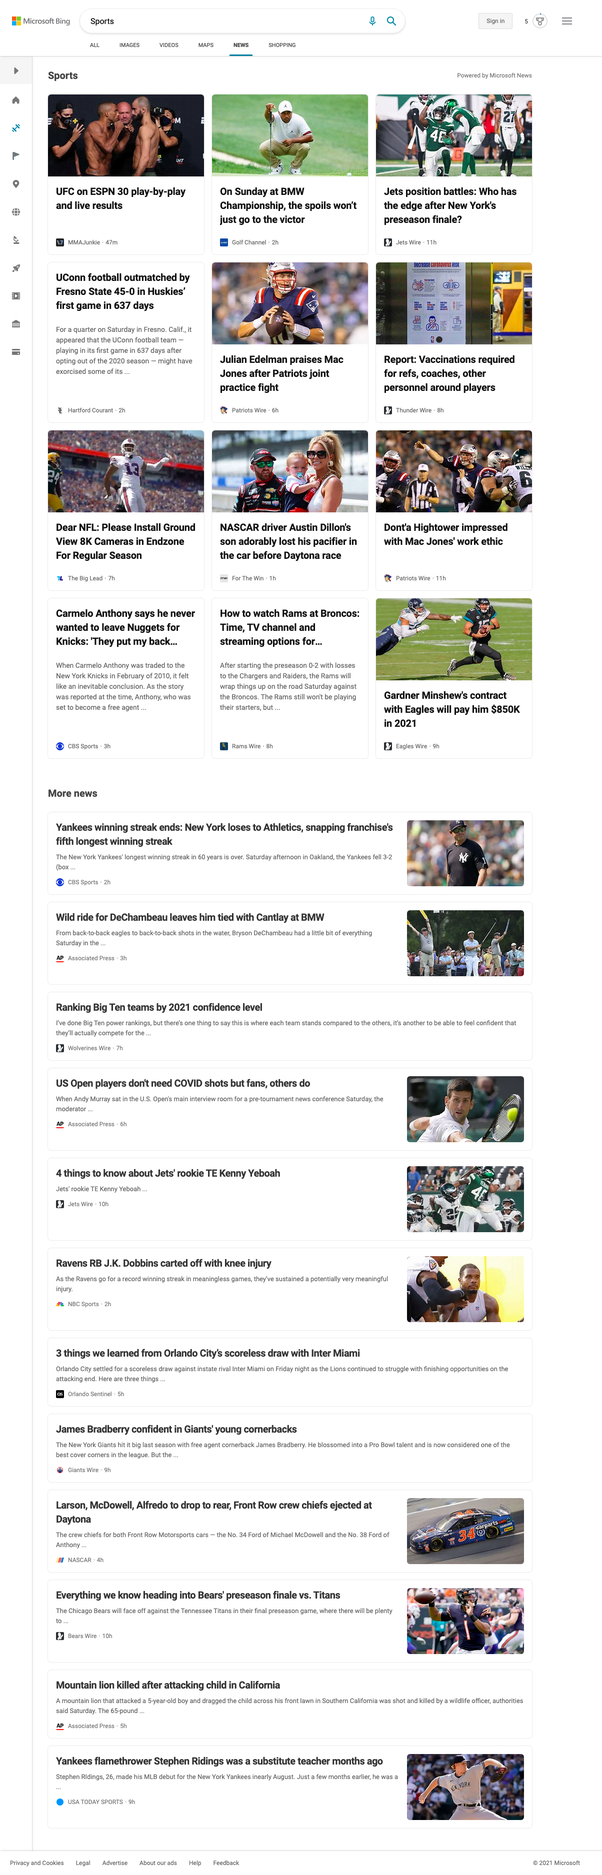 Microsoft Bing
Sports
Sign in
5
ALL IMAGES VIDEOS MAPS NEWS SHOPPING
Sports
Powered by Microsoft News
UFC on ESPN 30 play-by-play
and live results
MMAJunkie · 47m
On Sunday at BMW
Championship, the spoils won't
just go to the victor
Golf Channel · 2h
Jets position battles: Who has
the edge after New York's
preseason finale?
Jets Wire · 11h
UConn football outmatched by
Fresno State 45-0 in Huskies'
first game in 637 days
For a quarter on Saturday in Fresno. Calif., it
appeared that the UConn football team —
playing in its first game in 637 days after
opting out of the 2020 season — might have
exorcised some of its ...
Hartford Courant · 2h
Julian Edelman praises Mac
Jones after Patriots joint
practice fight
Patriots Wire · 6h
Report: Vaccinations required
for refs, coaches, other
personnel around players
Thunder Wire · 8h
Dear NFL: Please Install Ground
View 8K Cameras in Endzone
For Regular Season
The Big Lead · 7h
NASCAR driver Austin Dillon's
son adorably lost his pacifier in
the car before Daytona race
For The Win · 1h
Dont'a Hightower impressed
with Mac Jones' work ethic
Patriots Wire · 11h
Carmelo Anthony says he never
wanted to leave Nuggets for
Knicks: 'They put my back...
When Carmelo Anthony was traded to the
New York Knicks in February of 2010, it felt
like an inevitable conclusion. As the story
was reported at the time, Anthony, who was
set to become a free agent ...
CBS Sports · 3h
How to watch Rams at Broncos:
Time, TV channel and
streaming options for...
After starting the preseason 0-2 with losses
to the Chargers and Raiders, the Rams will
wrap things up on the road Saturday against
the Broncos. The Rams still won't be playing
their starters, but ...
Rams Wire · 8h
Gardner Minshew's contract
with Eagles will pay him $850K
in 2021
Eagles Wire · 9h
More news
Yankees winning streak ends: New York loses to Athletics, snapping franchise's
fifth longest winning streak
The New York Yankees' longest winning streak in 60 years is over. Saturday afternoon in Oakland, the Yankees fell 3-2
(box ...
CBS Sports · 2h
Wild ride for DeChambeau leaves him tied with Cantlay at BMW
From back-to-back eagles to back-to-back shots in the water, Bryson DeChambeau had a little bit of everything
Saturday in the ...
AP Associated Press · 3h
Ranking Big Ten teams by 2021 confidence level
I've done Big Ten power rankings, but there's one thing to say this is where each team stands compared to the others, it's another to be able to feel confident that
they'll actually compete for the ...
Wolverines Wire · 7h
US Open players don't need COVID shots but fans, others do
When Andy Murray sat in the U.S. Open's main interview room for a pre-tournament news conference Saturday, the
moderator ...
AP Associated Press · 6h
4 things to know about Jets' rookie TE Kenny Yeboah
Jets' rookie TE Kenny Yeboah ...
Jets Wire · 10h
Ravens RB J.K. Dobbins carted off with knee injury
As the Ravens go for a record winning streak in meaningless games, they've sustained a potentially very meaningful
injury.
NBC Sports · 2h
3 things we learned from Orlando City's scoreless draw with Inter Miami
Orlando City settled for a scoreless draw against instate rival Inter Miami on Friday night as the Lions continued to struggle with finishing opportunities on the
attacking end. Here are three things ...
Orlando Sentinel · 5h
James Bradberry confident in Giants' young cornerbacks
The New York Giants hit it big last season with free agent cornerback James Bradberry. He blossomed into a Pro Bowl talent and is now considered one of the
best cover corners in the league. But the ...
Giants Wire · 9h
Larson, McDowell, Alfredo to drop to rear, Front Row crew chiefs ejected at
Daytona
The crew chiefs for both Front Row Motorsports cars — the No. 34 Ford of Michael McDowell and the No. 38 Ford of
Anthony ...
NASCAR · 4h
Everything we know heading into Bears' preseason finale vs. Titans
The Chicago Bears will face off against the Tennessee Titans in their final preseason game, where there will be plenty
to ...
Bears Wire · 10h
Mountain lion killed after attacking child in California
A mountain lion that attacked a 5-year-old boy and dragged the child across his front lawn in Southern California was shot and killed by a wildlife officer, authorities
said Saturday. The 65-pound ...
AP Associated Press · 5h
Yankees flamethrower Stephen Ridings was a substitute teacher months ago
Stephen RIdings, 26, made his MLB debut for the New York Yankees inearly August. Just a few months earlier, he was a
...
USA TODAY SPORTS · 9h
Privacy and Cookies Legal Advertise About our ads Help Feedback
© 2021 Microsoft